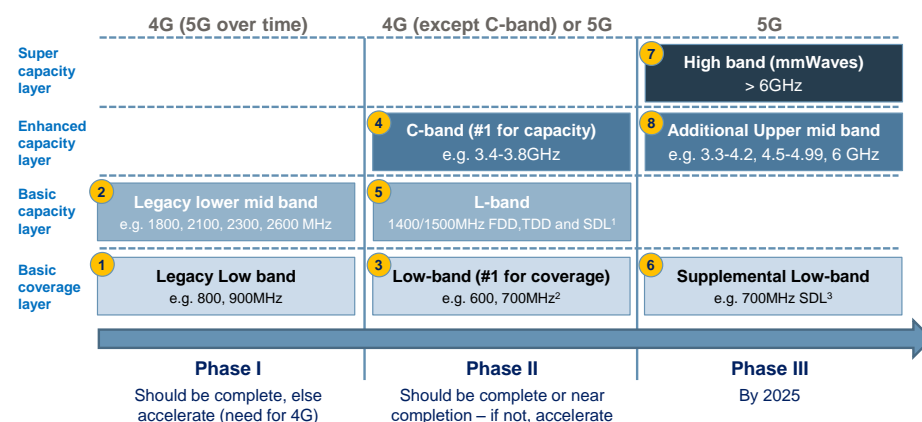 4G (5G over time)
4G (except C-band) or 5G
5G
Super
capacity
layer
7
High band (mmWaves)
> 6GHz
Enhanced
capacity
layer
4
C-band (#1 for capacity)
e.g. 3.4-3.8GHz
8
Additional Upper mid band
e.g. 3.3-4.2, 4.5-4.99, 6 GHz
Basic
capacity
layer
2
Legacy lower mid band
e.g. 1800, 2100, 2300, 2600 MHz
5
L-band
1400/1500MHz FDD,TDD and SDL¹
Basic
coverage
layer
1
Legacy Low band
e.g. 800, 900MHz
3
Low-band (#1 for coverage)
e.g. 600, 700MHz²
6
Supplemental Low-band
e.g. 700MHz SDL³
Phase I
Should be complete, else
accelerate (need for 4G)
Phase II
Should be complete or near
completion – if not, accelerate
Phase III
By 2025